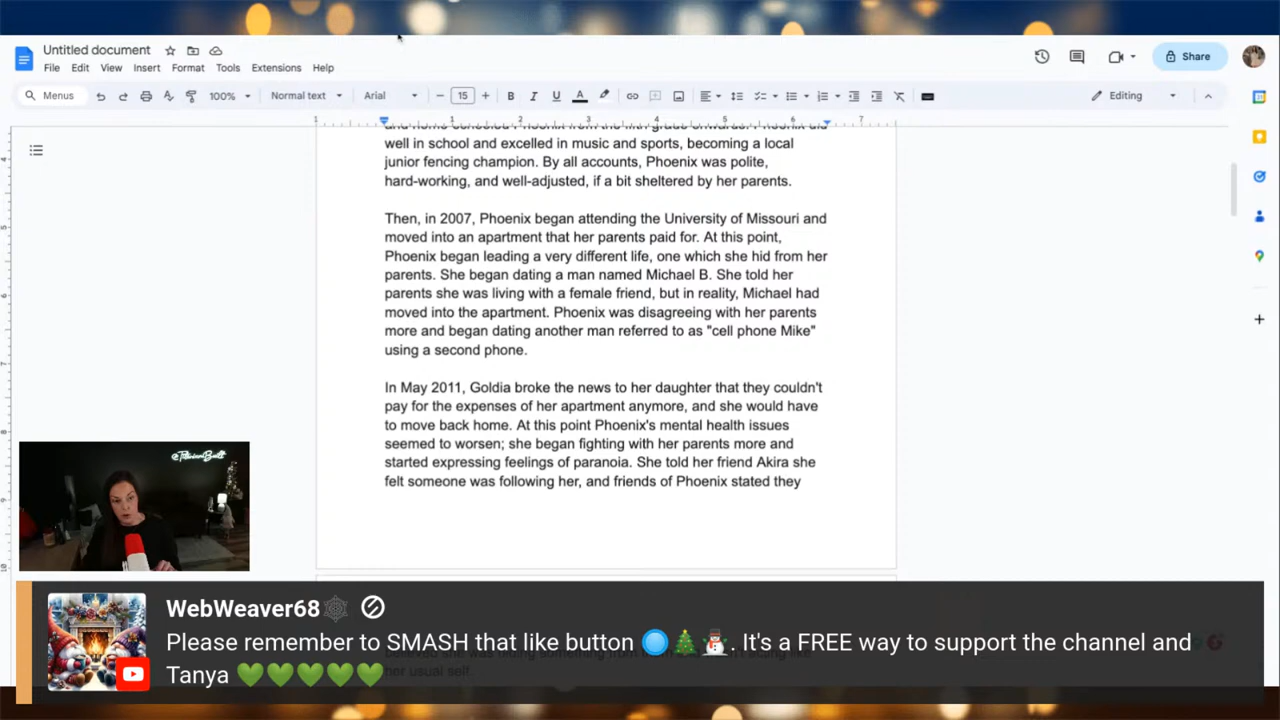 Untitled document
File Edit View Insert Format Tools Extensions Help
Share
Menus
100%
Normal text
Arial
15
B I U A
Editing
1 1 2 3 4 5 6 7
well in school and excelled in music and sports, becoming a local
junior fencing champion. By all accounts, Phoenix was polite,
hard-working, and well-adjusted, if a bit sheltered by her parents.
Then, in 2007, Phoenix began attending the University of Missouri and
moved into an apartment that her parents paid for. At this point,
Phoenix began leading a very different life, one which she hid from her
parents. She began dating a man named Michael B. She told her
parents she was living with a female friend, but in reality, Michael had
moved into the apartment. Phoenix was disagreeing with her parents
more and began dating another man referred to as "cell phone Mike"
using a second phone.
In May 2011, Goldia broke the news to her daughter that they couldn't
pay for the expenses of her apartment anymore, and she would have
to move back home. At this point Phoenix's mental health issues
seemed to worsen; she began fighting with her parents more and
started expressing feelings of paranoia. She told her friend Akira she
felt someone was following her, and friends of Phoenix stated they
WebWeaver68🕸️
Please remember to SMASH that like button 🔵🎄⛄. It's a FREE way to support the channel and
Tanya 💚💚💚💚💚
her usual self.